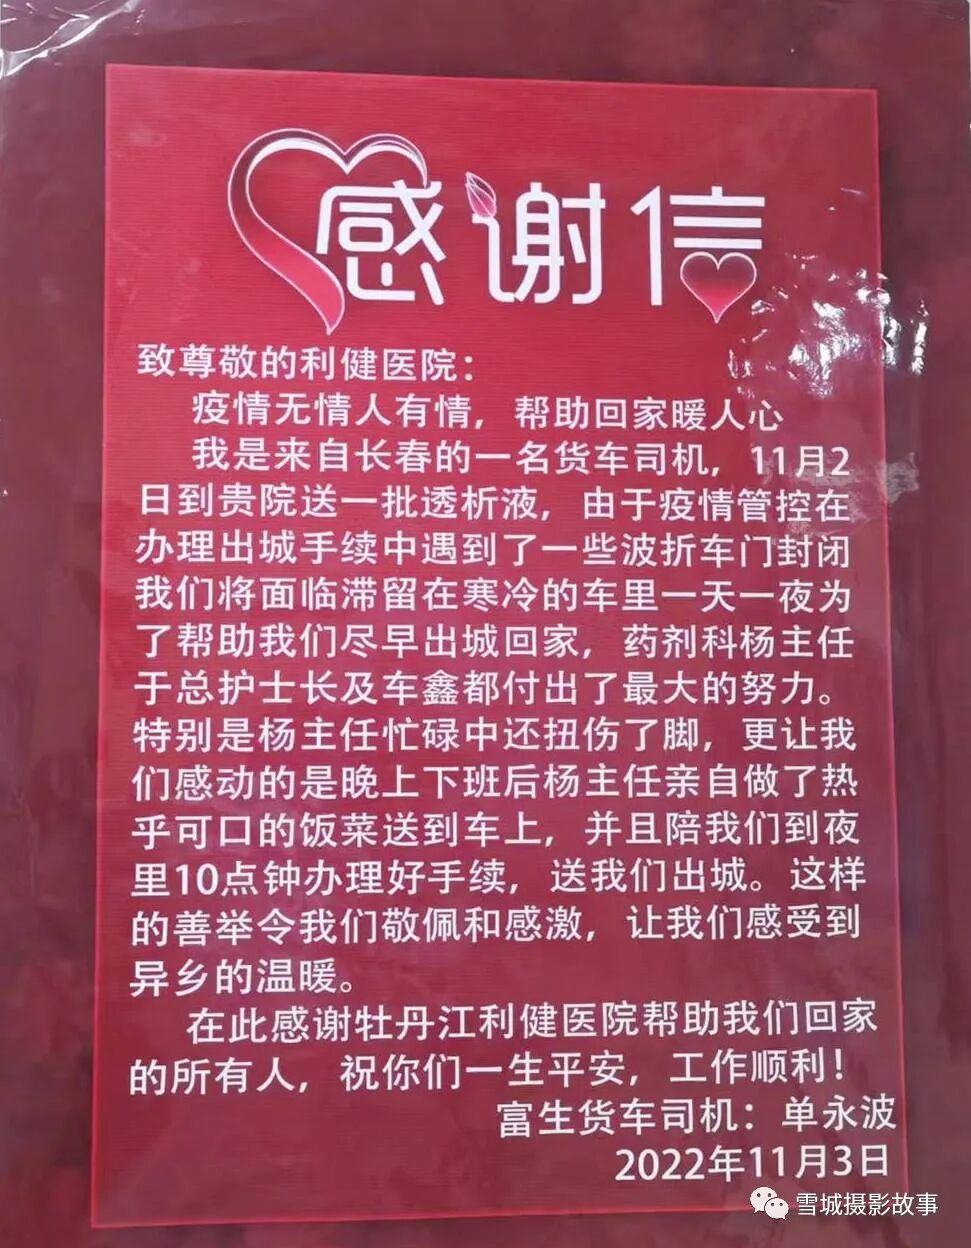 感谢信
致尊敬的利健医院：
疫情无情人有情，帮助回家暖人心
我是来自长春的一名货车司机，11月2
日到贵院送一批透析液，由于疫情管控在
办理出城手续中遇到了一些波折车门封闭
我们将面临滞留在寒冷的车里一天一夜为
了帮助我们尽早出城回家，药剂科杨主任
于总护士长及车鑫都付出了最大的努力。
特别是杨主任忙碌中还扭伤了脚，更让我
们感动的是晚上下班后杨主任亲自做了热
乎可口的饭菜送到车上，并且陪我们到夜
里10点钟办理好手续，送我们出城。这样
的善举令我们敬佩和感激，让我们感受到
异乡的温暖。
在此感谢牡丹江利健医院帮助我们回家
的所有人，祝你们一生平安，工作顺利！
富生货车司机：单永波
2022年11月3日
雪城摄影故事